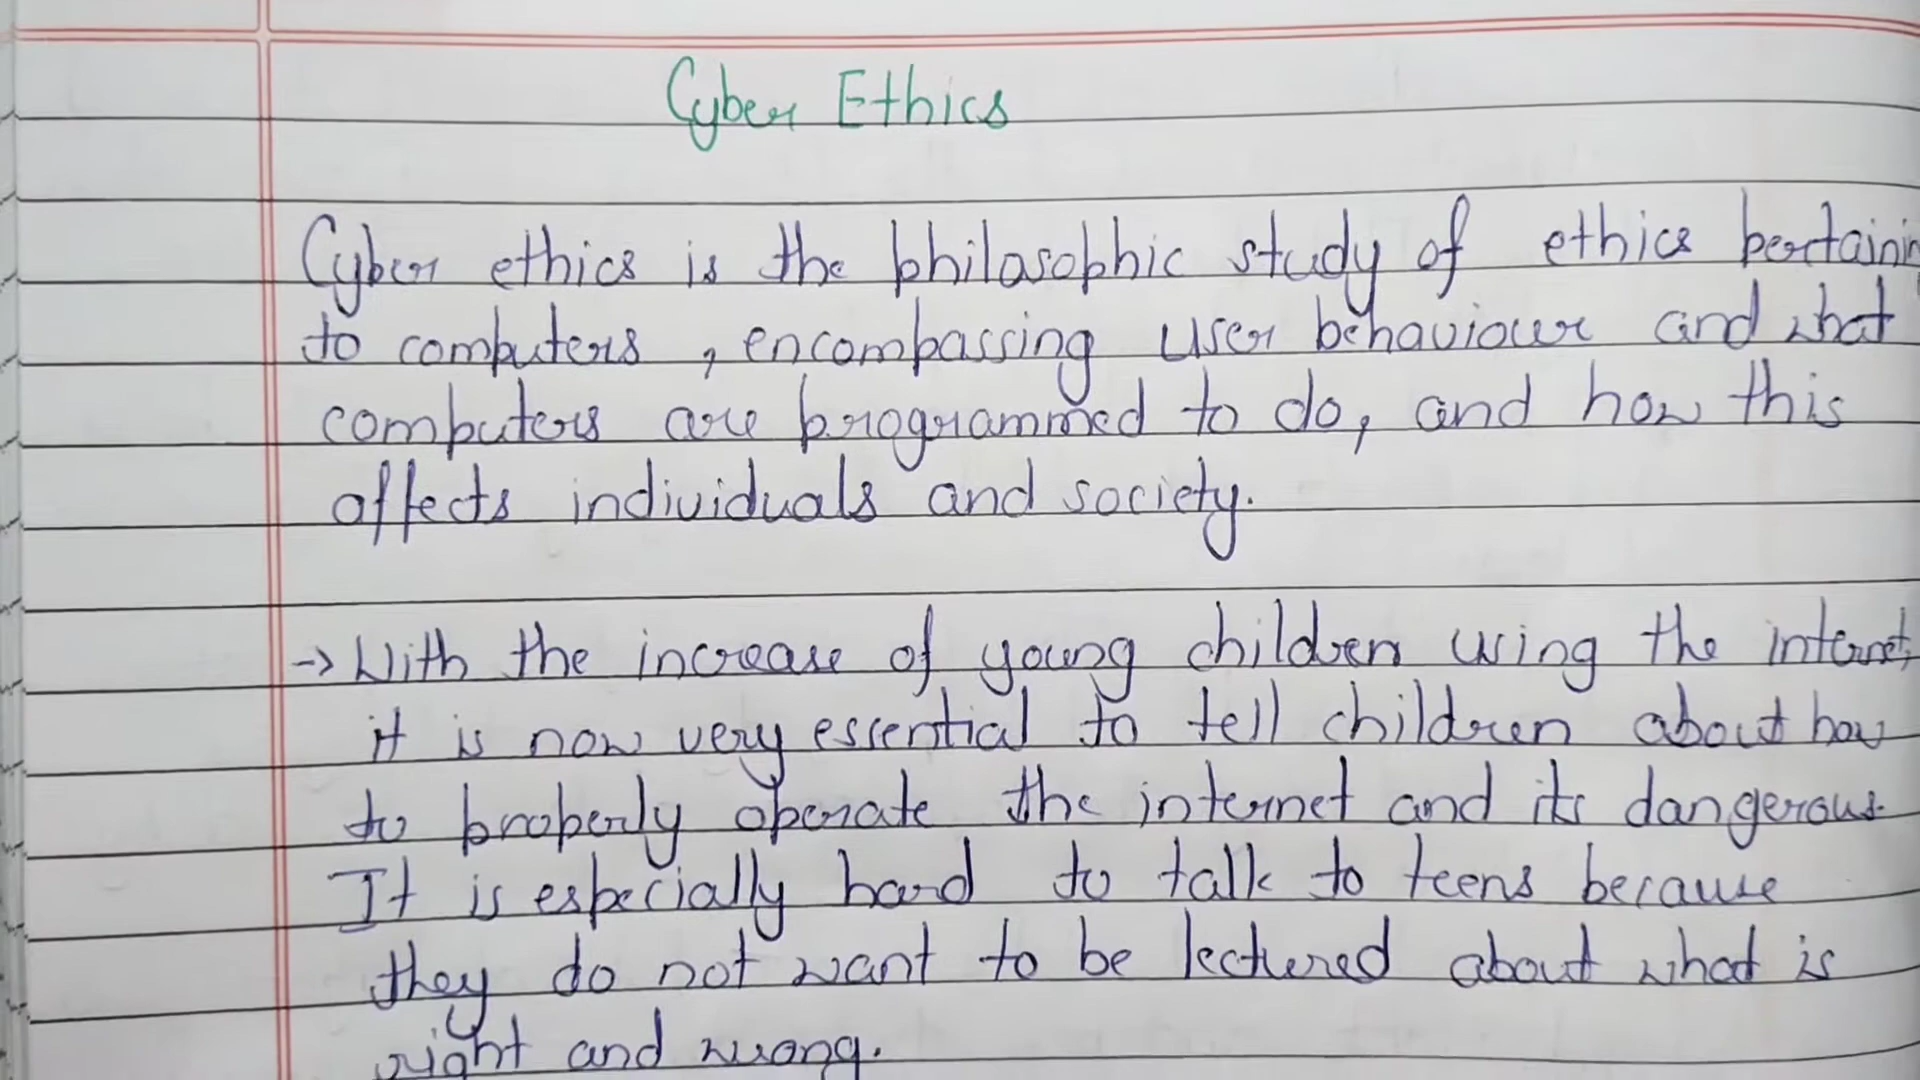 Cyber Ethics
Cyber ethics is the philosophic study of ethics pertaining
to computers , encompassing user behaviour and what
computers are programmed to do, and how this
affects individuals and society.
-> With the increase of young children using the internet,
it is now very essential to tell children about how
to properly operate the internet and its dangerous.
It is especially hard to talk to teens because
they do not want to be lectured about what is
right and wrong.